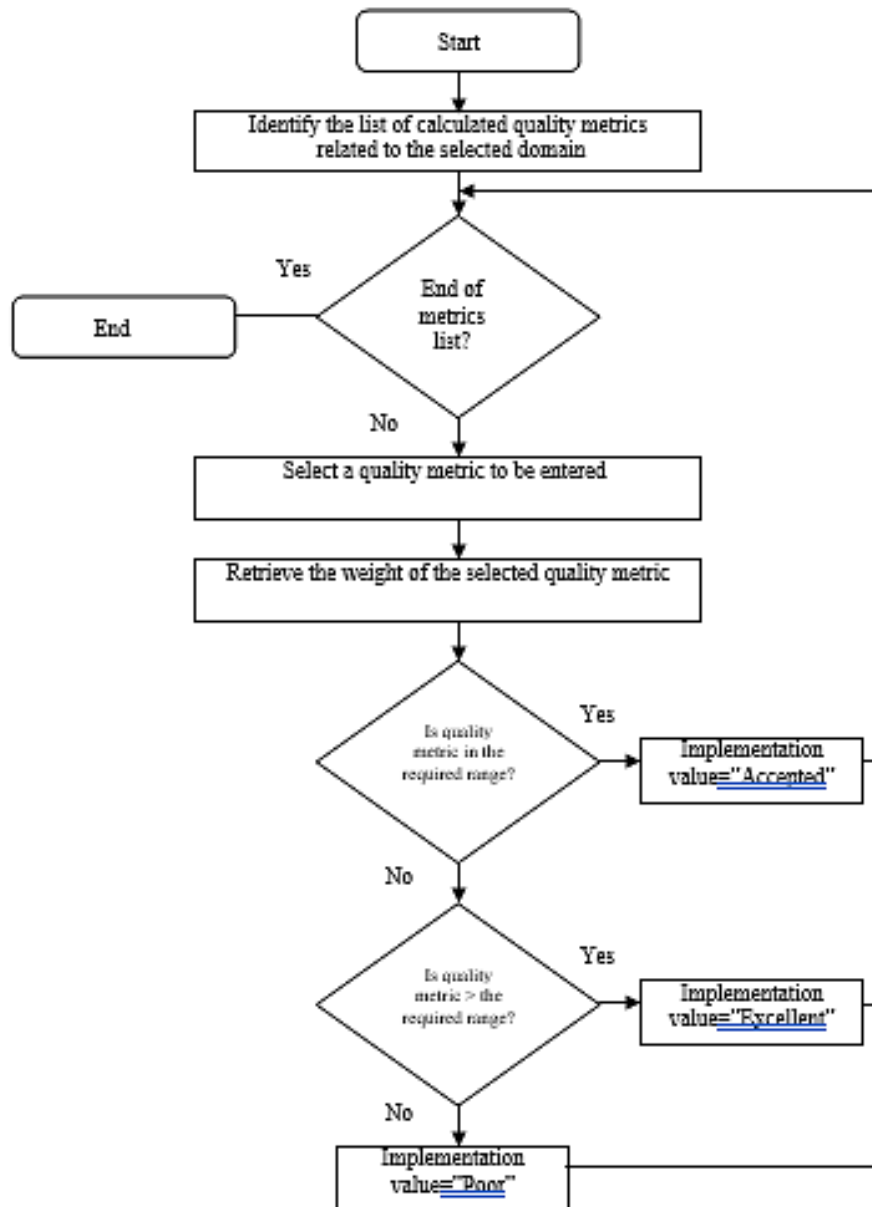 Start
Identify the list of calculated quality metrics
related to the selected domain
Yes
End of
metrics
list?
End
No
Select a quality metric to be entered
Retrieve the weight of the selected quality metric
Is quality
metric in the
required range?
Yes
Implementation
value="Accepted"
No
Is quality
metric > the
required range?
Yes
Implementation
value="Excellent"
No
Implementation
value="Poor"